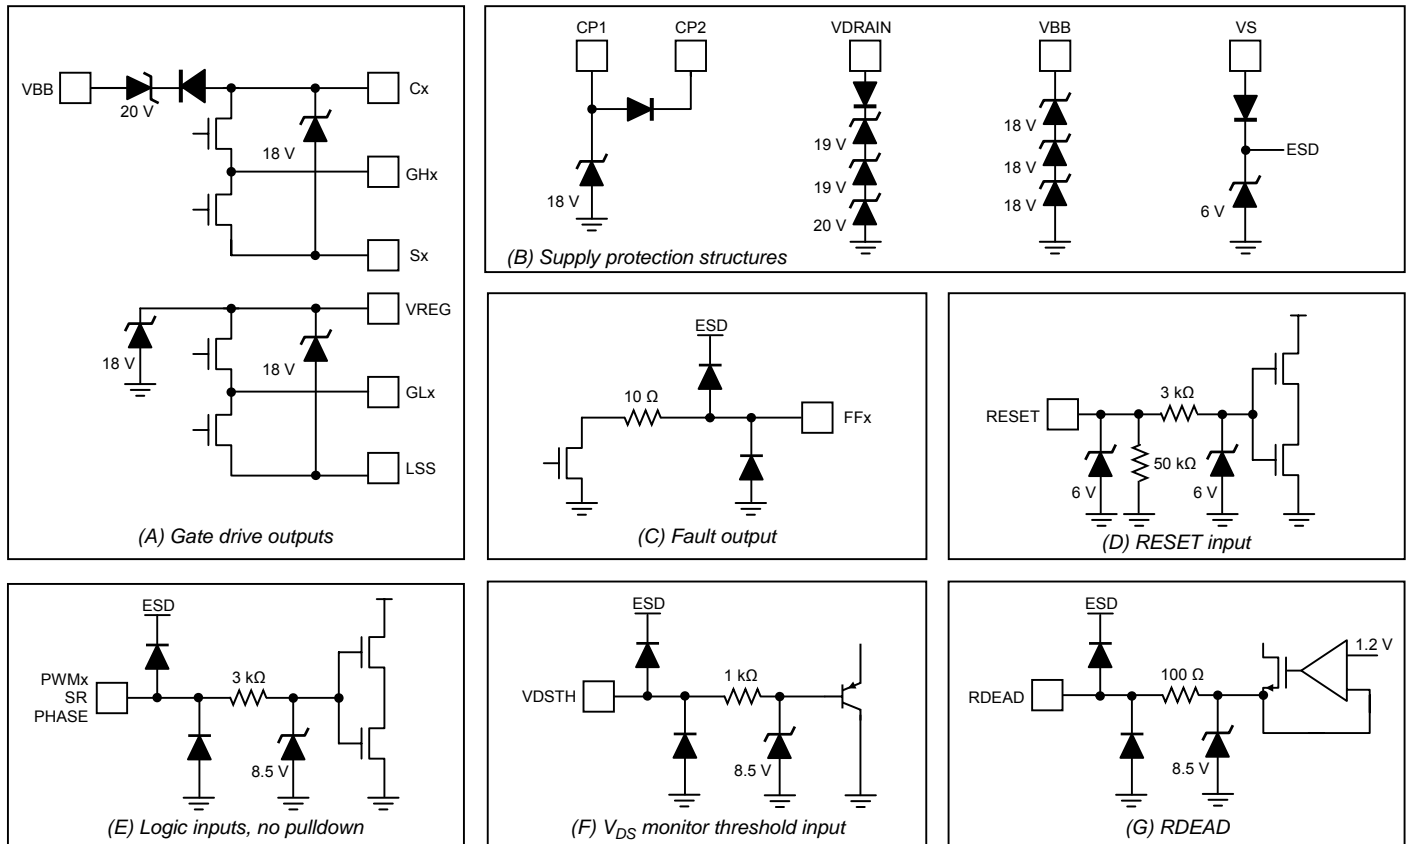 VBB
20 V
18 V
Cx
GHx
Sx
VREG
18 V
18 V
GLx
LSS
(A) Gate drive outputs
CP1
CP2
18 V
VDRAIN
19 V
19 V
20 V
VBB
18 V
18 V
18 V
VS
ESD
6 V
(B) Supply protection structures
ESD
10 Ω
FFx
(C) Fault output
RESET
3 kΩ
50 kΩ
6 V
6 V
(D) RESET input
ESD
PWMx
SR
PHASE
3 kΩ
8.5 V
(E) Logic inputs, no pulldown
ESD
VDSTH
1 kΩ
8.5 V
(F) VDS monitor threshold input
ESD
1.2 V
100 Ω
RDEAD
8.5 V
(G) RDEAD